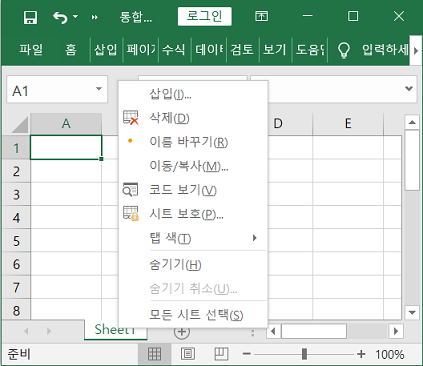 통합... 로그인
파일 홈 삽입 페이지 수식 데이터 검토 보기 도움말 입력하세
A1
A D E
1
2
3
4
5
6
7
8
삽입(I)...
삭제(D)
이름 바꾸기(R)
이동/복사(M)...
코드 보기(V)
시트 보호(P)...
탭 색(T)
숨기기(H)
숨기기 취소(U)...
모든 시트 선택(S)
Sheet1
준비 100%